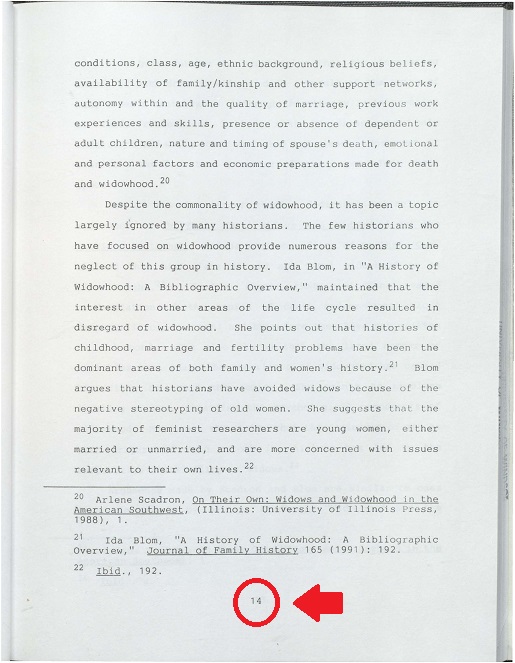 conditions, class, age, ethnic background, religious beliefs,
availability of family/kinship and other support networks,
autonomy within and the quality of marriage, previous work
experiences and skills, presence or absence of dependent or
adult children, nature and timing of spouse's death, emotional
and personal factors and economic preparations made for death
and widowhood.20
Despite the commonality of widowhood, it has been a topic
largely ignored by many historians. The few historians who
have focused on widowhood provide numerous reasons for the
neglect of this group in history. Ida Blom, in "A History of
Widowhood: A Bibliographic Overview," maintained that the
interest in other areas of the life cycle resulted in
disregard of widowhood. She points out that histories of
childhood, marriage and fertility problems have been the
dominant areas of both family and women's history.21 Blom
argues that historians have avoided widows because of the
negative stereotyping of old women. She suggests that the
majority of feminist researchers are young women, either
married or unmarried, and are more concerned with issues
relevant to their own lives.22
20 Arlene Scadron, On Their Own: Widows and Widowhood in the
American Southwest, (Illinois: University of Illinois Press,
1988), 1.
21 Ida Blom, "A History of Widowhood: A Bibliographic
Overview," Journal of Family History 165 (1991): 192.
22 Ibid., 192.
14